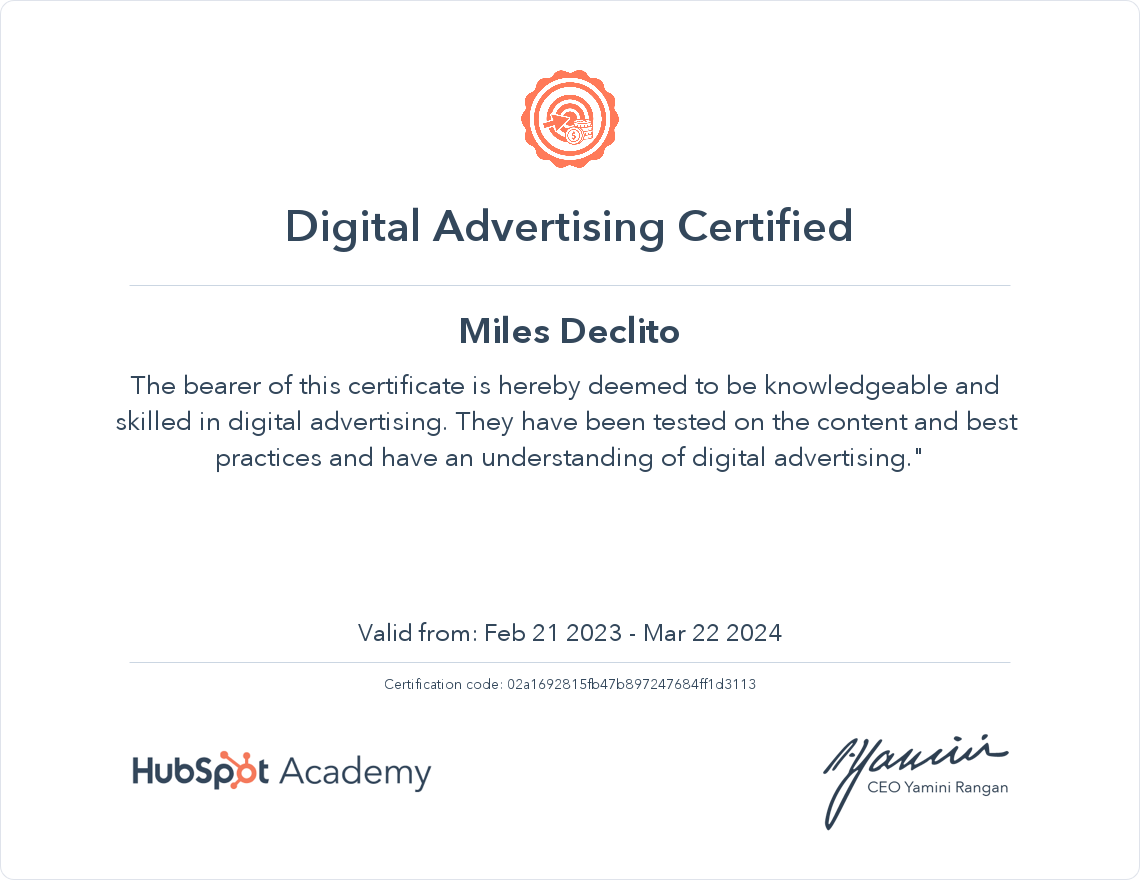 Digital Advertising Certified
Miles Declito
The bearer of this certificate is hereby deemed to be knowledgeable and
skilled in digital advertising. They have been tested on the content and best
practices and have an understanding of digital advertising."
Valid from: Feb 21 2023 - Mar 22 2024
Certification code: 02a1692815fb47b897247684ff1d3113
HubSpot Academy
CEO Yamini Rangan